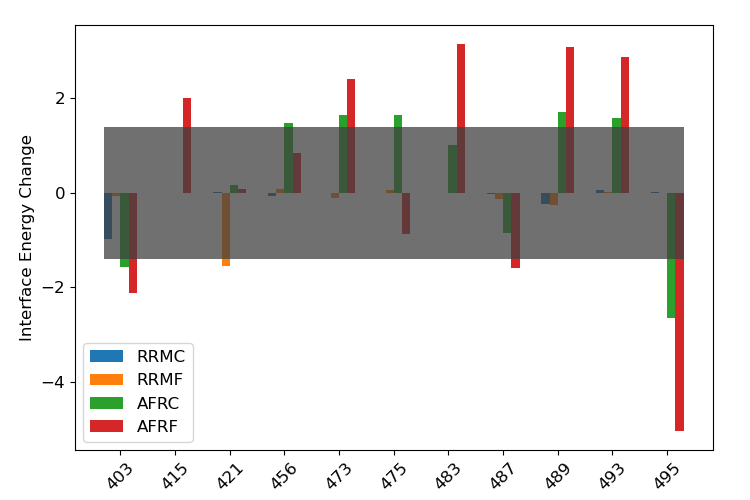 Interface Energy Change
2
0
−2
−4
RRMC
RRMF
AFRC
AFRF
403 415 421 456 473 475 483 487 489 493 495